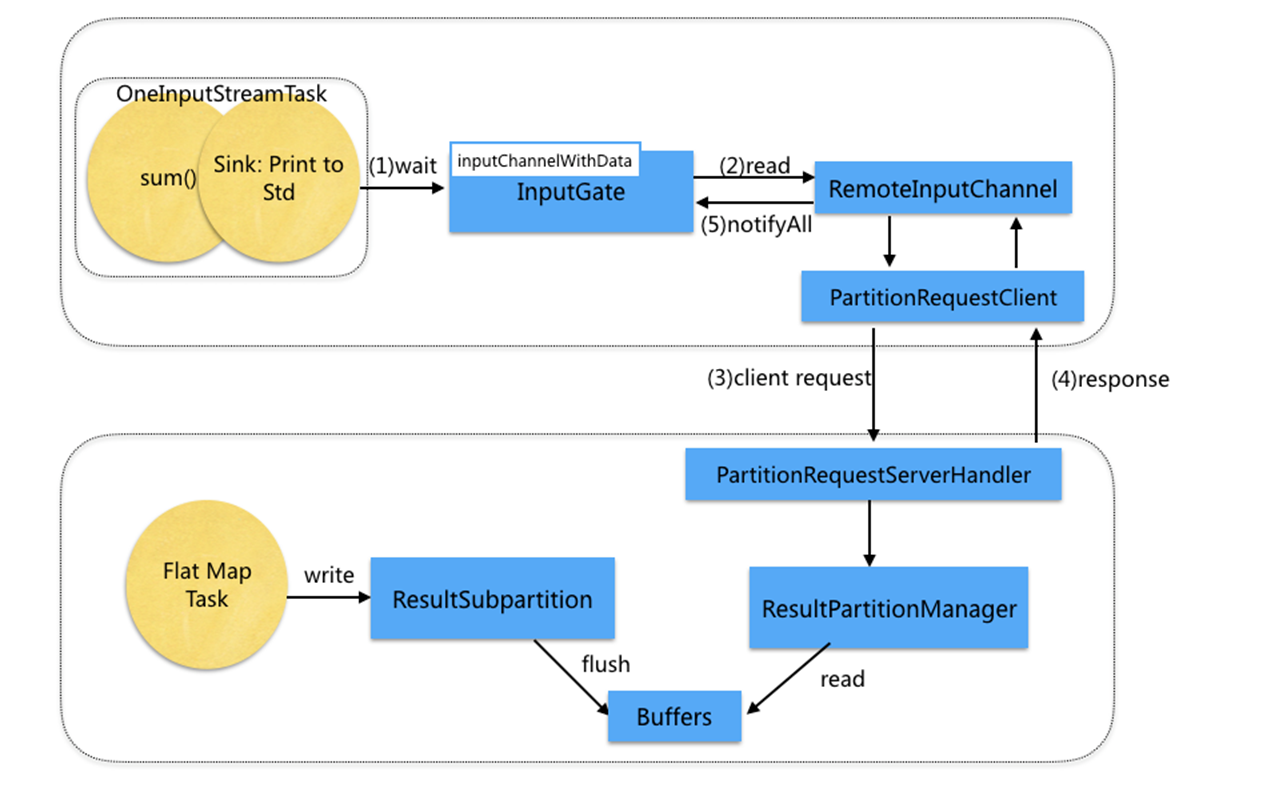 OneInputStreamTask
sum()
Sink: Print to
Std
(1)wait
inputChannelWithData
InputGate
(2)read
(5)notifyAll
RemoteInputChannel
PartitionRequestClient
(3)client request
(4)response
PartitionRequestServerHandler
Flat Map
Task
write
ResultSubpartition
ResultPartitionManager
flush
read
Buffers